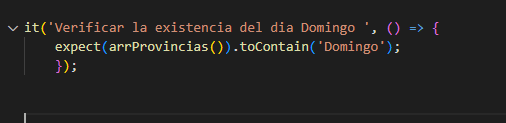 it('Verificar la existencia del dia Domingo ', () => {
expect(arrProvincias()).toContain('Domingo');
});